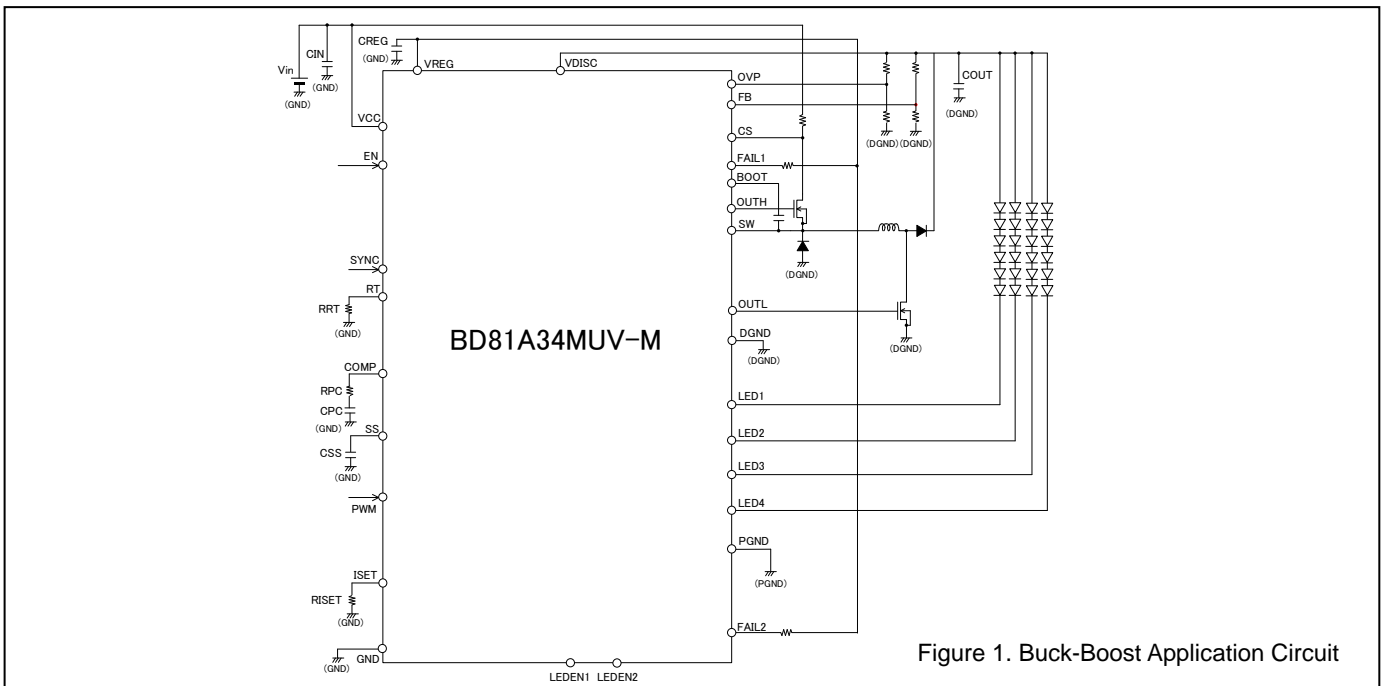 CREG
(GND)
VREG
VDISC
CIN
(GND)
Vin
(GND)
VCC
EN
SYNC
RT
RRT
(GND)
COMP
RPC
CPC
(GND)
SS
CSS
(GND)
PWM
ISET
RISET
(GND)
GND
(GND)
LEDEN1 LEDEN2
BD81A34MUV-M
OVP
FB
CS
FAIL1
BOOT
OUTH
SW
OUTL
DGND
(DGND)
LED1
LED2
LED3
LED4
PGND
(PGND)
FAIL2
(DGND) (DGND)
COUT
(DGND)
(DGND)
(DGND)
Figure 1. Buck-Boost Application Circuit